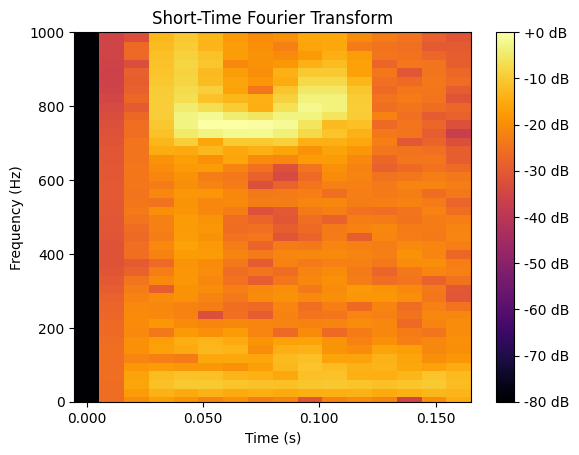 Short-Time Fourier Transform
1000
800
600
400
200
0
Frequency (Hz)
0.000
0.050
0.100
0.150
Time (s)
+0 dB
-10 dB
-20 dB
-30 dB
-40 dB
-50 dB
-60 dB
-70 dB
-80 dB